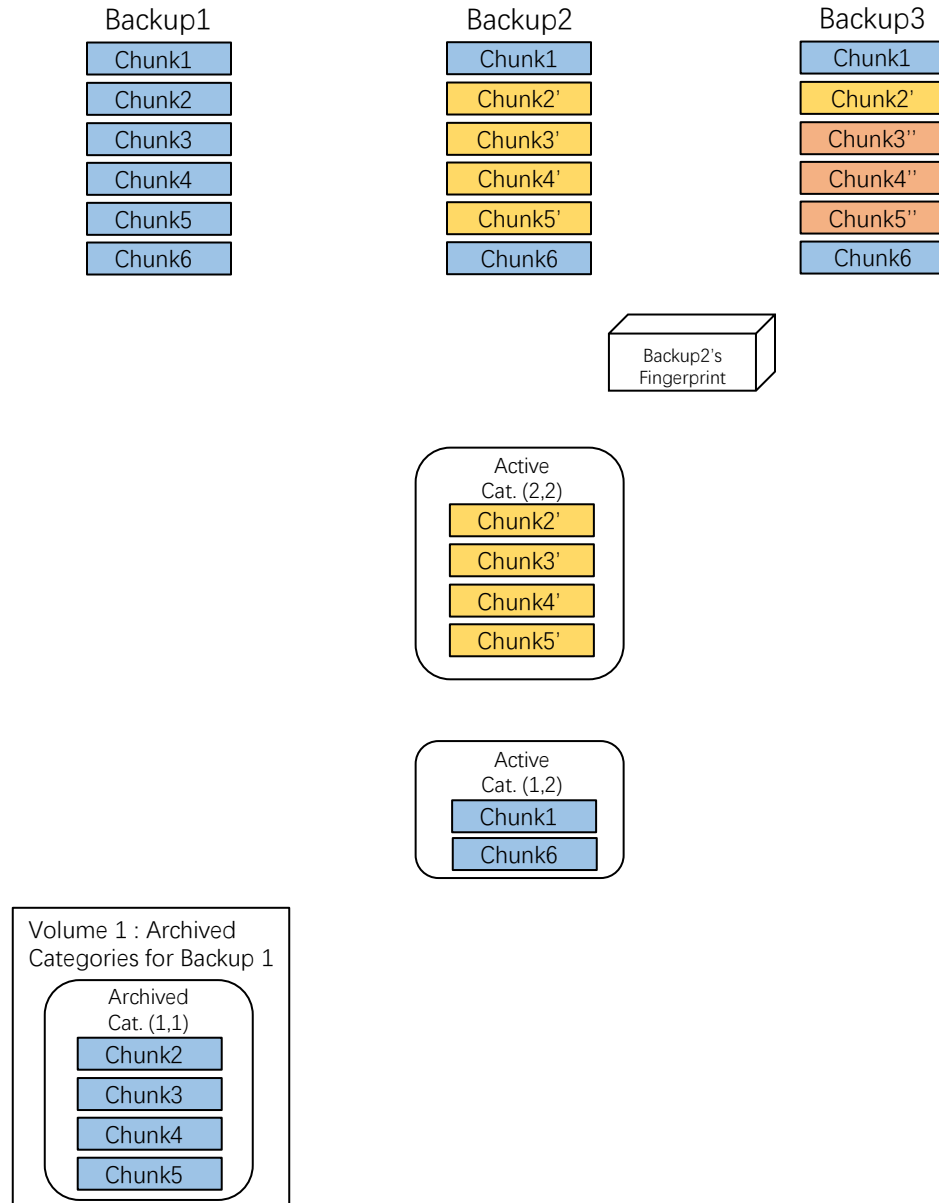 Backup1
Chunk1
Chunk2
Chunk3
Chunk4
Chunk5
Chunk6
Backup2
Chunk1
Chunk2'
Chunk3'
Chunk4'
Chunk5'
Chunk6
Backup3
Chunk1
Chunk2'
Chunk3''
Chunk4''
Chunk5''
Chunk6
Backup2's
Fingerprint
Active
Cat. (2,2)
Chunk2'
Chunk3'
Chunk4'
Chunk5'
Active
Cat. (1,2)
Chunk1
Chunk6
Volume 1 : Archived
Categories for Backup 1
Archived
Cat. (1,1)
Chunk2
Chunk3
Chunk4
Chunk5